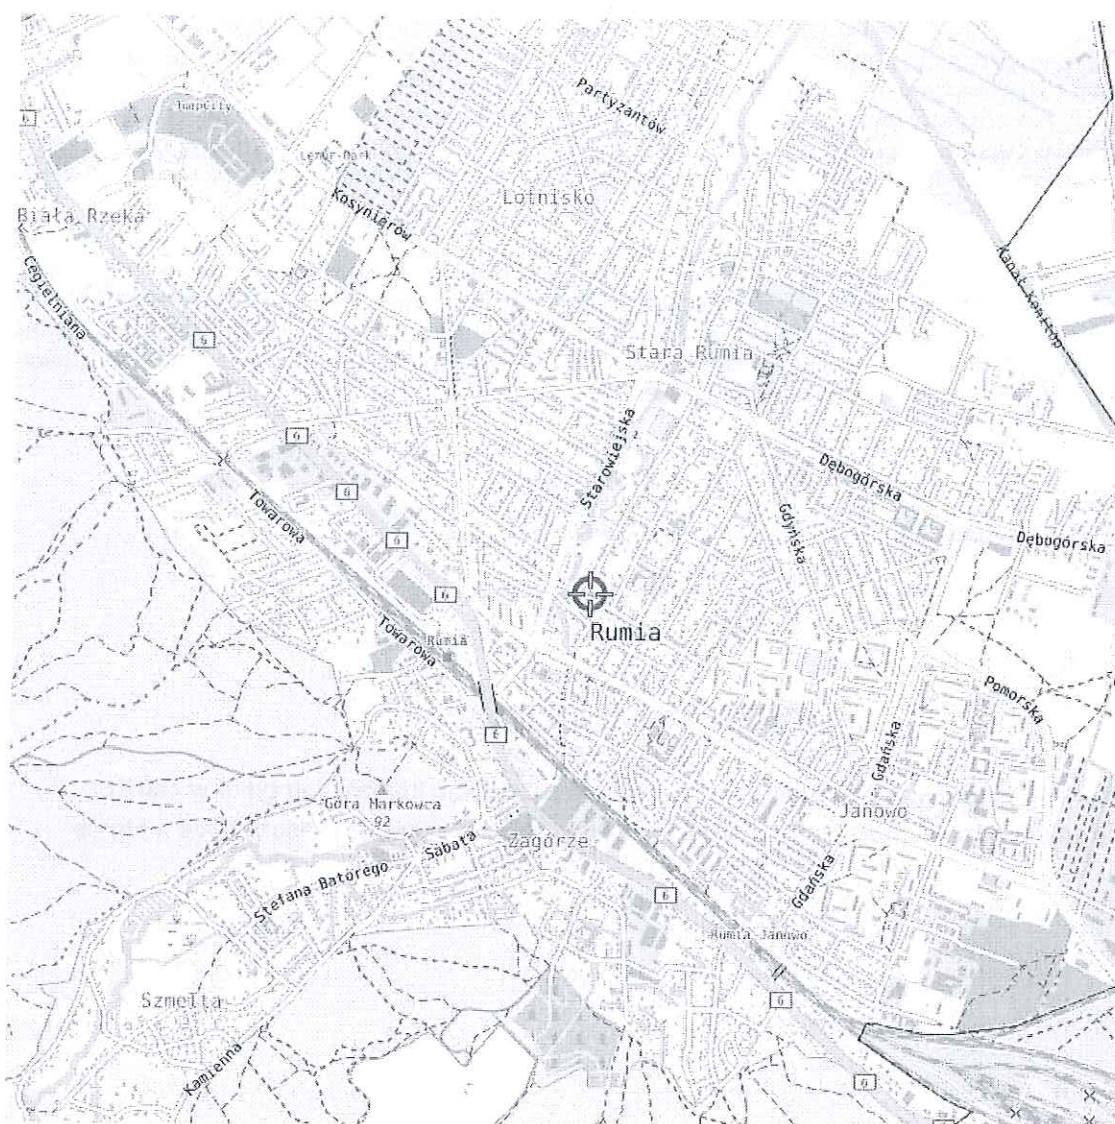 Partyzantów
6
Lotnisko
Kosynierów
Biała Rzeka
Cegielniana
Kanał Konitop
6
Stara Rumia
Starowiejska
6
Dębogórska
6
Towarowa
Gdyńska
6
Dębogórska
6
Rumia
Towarowa
Rumia
Pomorska
6
Gdańska
Góra Markowca
92
Janowo
Sabata
Zagórze
Stefana Batorego
Gdańska
6
Rumia Janowo
Szmelta
6
Kamienna
6